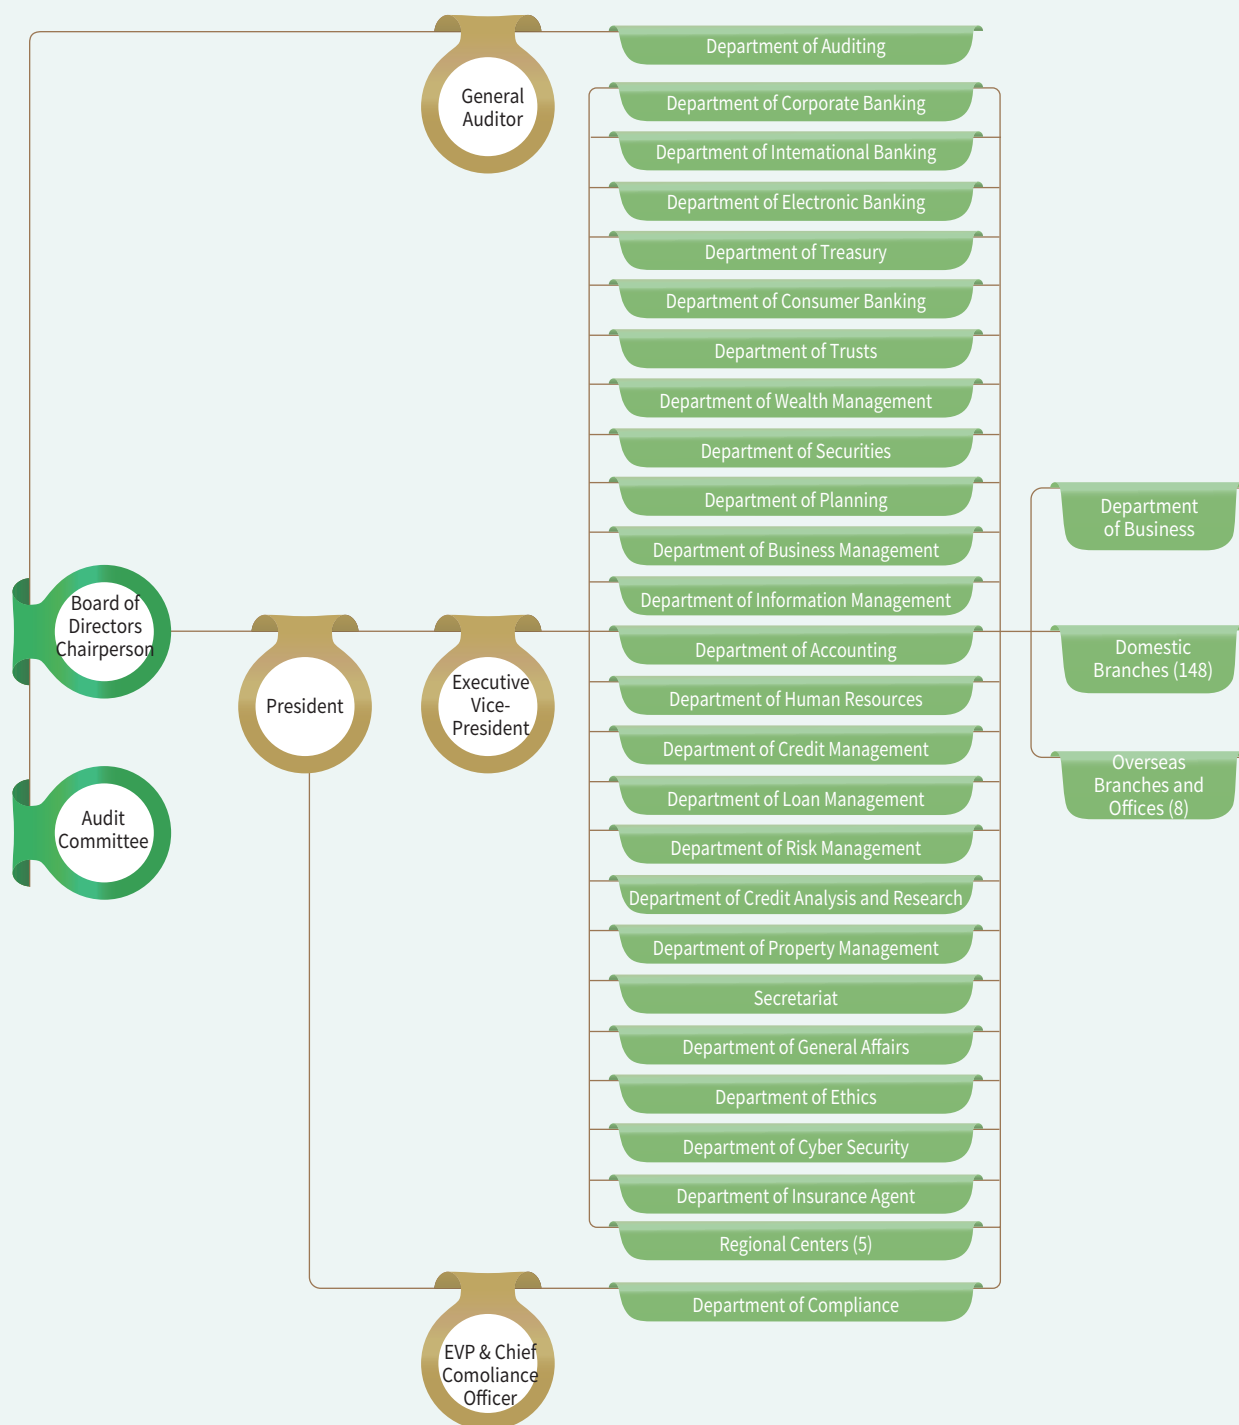 Department of Auditing
General
Auditor
Department of Corporate Banking
Department of International Banking
Department of Electronic Banking
Department of Treasury
Department of Consumer Banking
Department of Trusts
Department of Wealth Management
Department of Securities
Department of Planning
Department of Business Management
Department of Information Management
Department of Accounting
Department of Human Resources
Department of Credit Management
Department of Loan Management
Department of Risk Management
Department of Credit Analysis and Research
Department of Property Management
Secretariat
Department of General Affairs
Department of Ethics
Department of Cyber Security
Department of Insurance Agent
Regional Centers (5)
Department of Compliance
Board of
Directors
Chairperson
President
Executive
Vice-
President
Audit
Committee
EVP & Chief
Comoliance
Officer
Department
of Business
Domestic
Branches (148)
Overseas
Branches and
Offices (8)